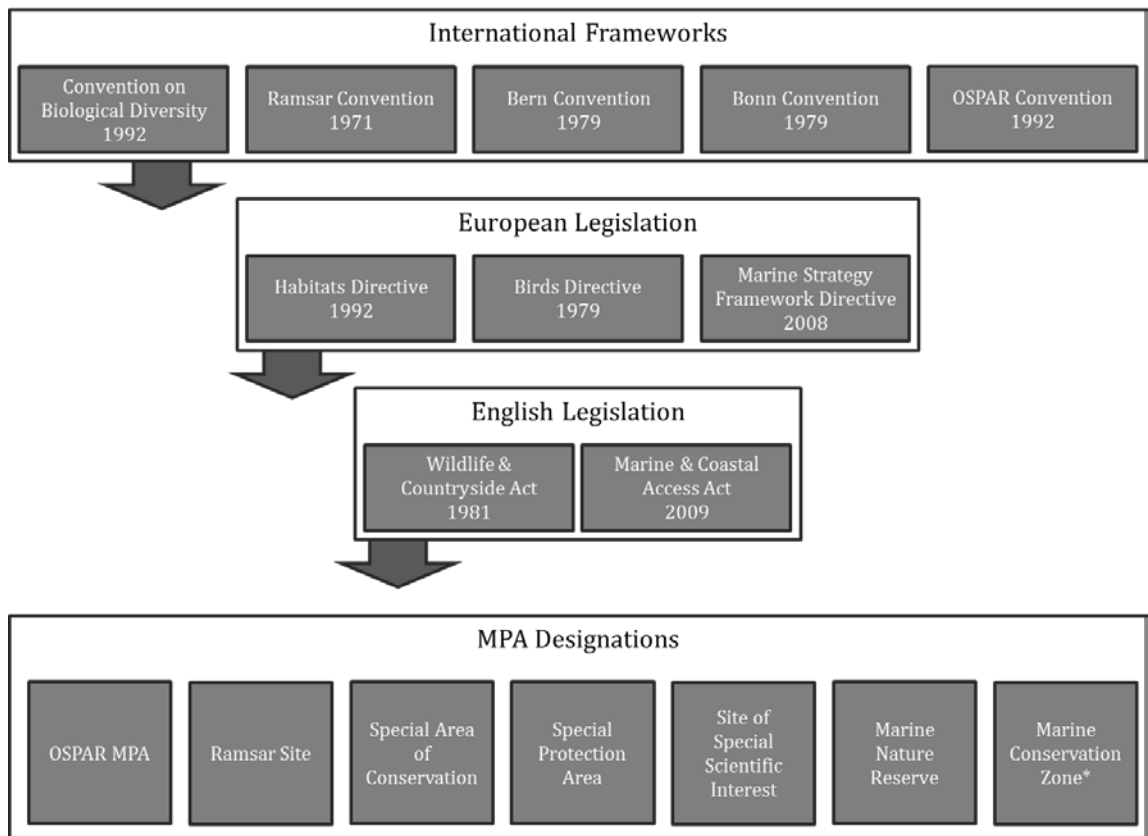 International Frameworks
Convention on
Biological Diversity
1992
Ramsar Convention
1971
Bern Convention
1979
Bonn Convention
1979
OSPAR Convention
1992
European Legislation
Habitats Directive
1992
Birds Directive
1979
Marine Strategy
Framework Directive
2008
English Legislation
Wildlife &
Countryside Act
1981
Marine & Coastal
Access Act
2009
MPA Designations
OSPAR MPA
Ramsar Site
Special Area
of
Conservation
Special
Protection
Area
Site of
Special
Scientific
Interest
Marine
Nature
Reserve
Marine
Conservation
Zone*